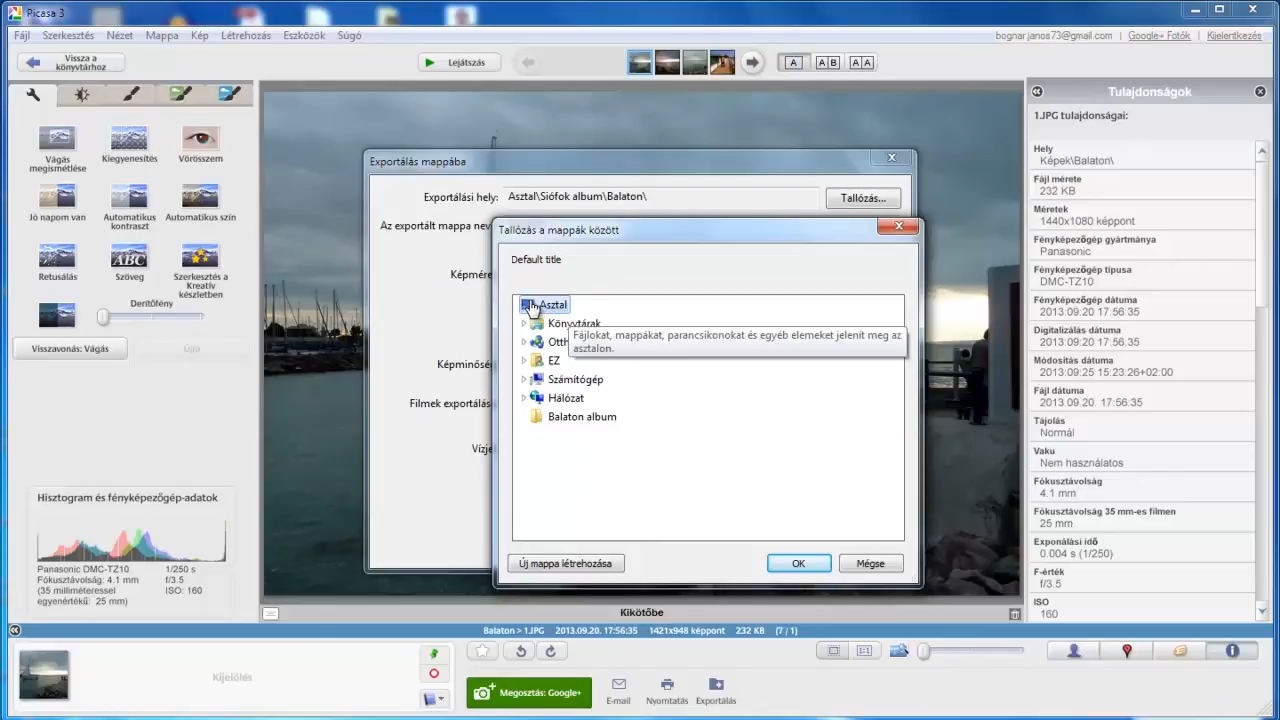 Picasa 3
Fájl Szerkesztés Nézet Mappa Kép Létrehozás Eszközök Súgó
bognar.janos73@gmail.com | Google+ Fotók | Kijelentkezés
Vissza a
könyvtárhoz
Lejátszás
A
A B
A A
Vágás
megismétlése
Kiegyenesítés
Vörösszem
Jó napom van
Automatikus
kontraszt
Automatikus szín
Retusálás
ABC
Szöveg
Szerkesztés a
Kreatív
készletben
Derítőfény
Visszavonás: Vágás
Újra
Hisztogram és fényképezőgép-adatok
Panasonic DMC-TZ10 1/250 s
Fókusztávolság: 4.1 mm f/3.5
(35 milliméteressel ISO: 160
egyenértékű: 25 mm)
Exportálás mappába
Exportálási hely: Asztal\Siófok album\Balaton\
Tallózás...
Az exportált mappa nev
Képmére
Képminőség
Filmek exportálás
Vízje
Tallózás a mappák között
Default title
Asztal
Könyvtárak
Otth
Fájlokat, mappákat, parancsikonokat és egyéb elemeket jelenít meg az
asztalon.
EZ
Számítógép
Hálózat
Balaton album
Új mappa létrehozása
OK
Mégse
Tulajdonságok
1.JPG tulajdonságai:
Hely
Képek\Balaton\
Fájl mérete
232 KB
Méretek
1440x1080 képpont
Fényképezőgép gyártmánya
Panasonic
Fényképezőgép típusa
DMC-TZ10
Fényképezőgép dátuma
2013.09.20 17:56:35
Digitalizálás dátuma
2013.09.20 17:56:35
Módosítás dátuma
2013:09:25 15:23:26+02:00
Fájl dátuma
2013.09.20. 17:56:35
Tájolás
Normál
Vaku
Nem használatos
Fókusztávolság
4.1 mm
Fókusztávolság 35 mm-es filmen
25 mm
Exponálási idő
0.004 s (1/250)
F-érték
f/3.5
ISO
160
Kikötőbe
Balaton > 1.JPG 2013.09.20. 17:56:35 1421x948 képpont 232 KB (7 / 1)
Kijelölés
1:1
Megosztás: Google+
E-mail
Nyomtatás
Exportálás